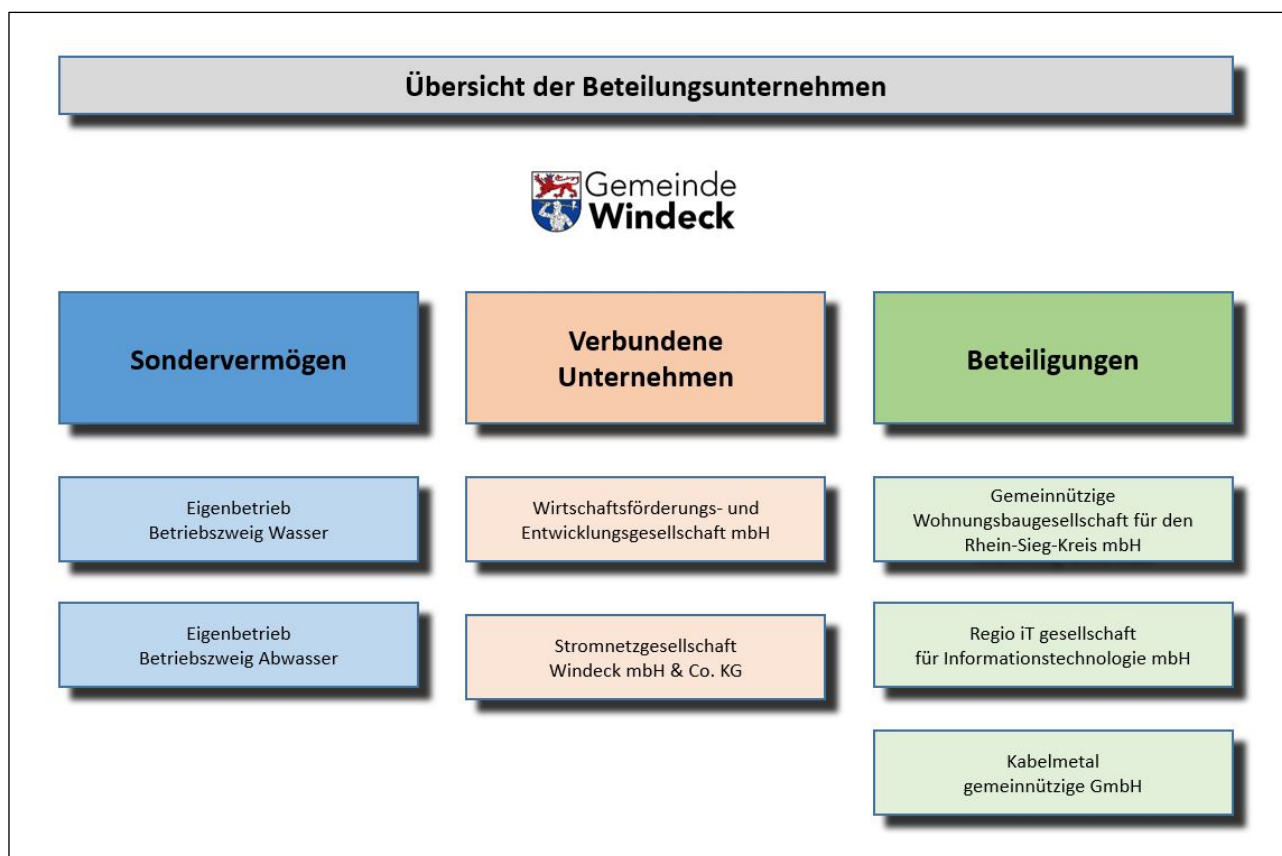 Übersicht der Beteilungsunternehmen
Gemeinde
Windeck
Sondervermögen
Eigenbetrieb
Betriebszweig Wasser
Eigenbetrieb
Betriebszweig Abwasser
Verbundene
Unternehmen
Wirtschaftsförderungs- und
Entwicklungsgesellschaft mbH
Stromnetzgesellschaft
Windeck mbH & Co. KG
Beteiligungen
Gemeinnützige
Wohnungsbaugesellschaft für den
Rhein-Sieg-Kreis mbH
Regio iT gesellschaft
für Informationstechnologie mbH
Kabelmetal
gemeinnützige GmbH